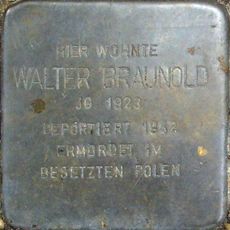 HIER WOHNTE
WALTER BRAUNOLD
JG 1923
DEPORTIERT 1942
ERMORDET IM
BESETZTEN POLEN